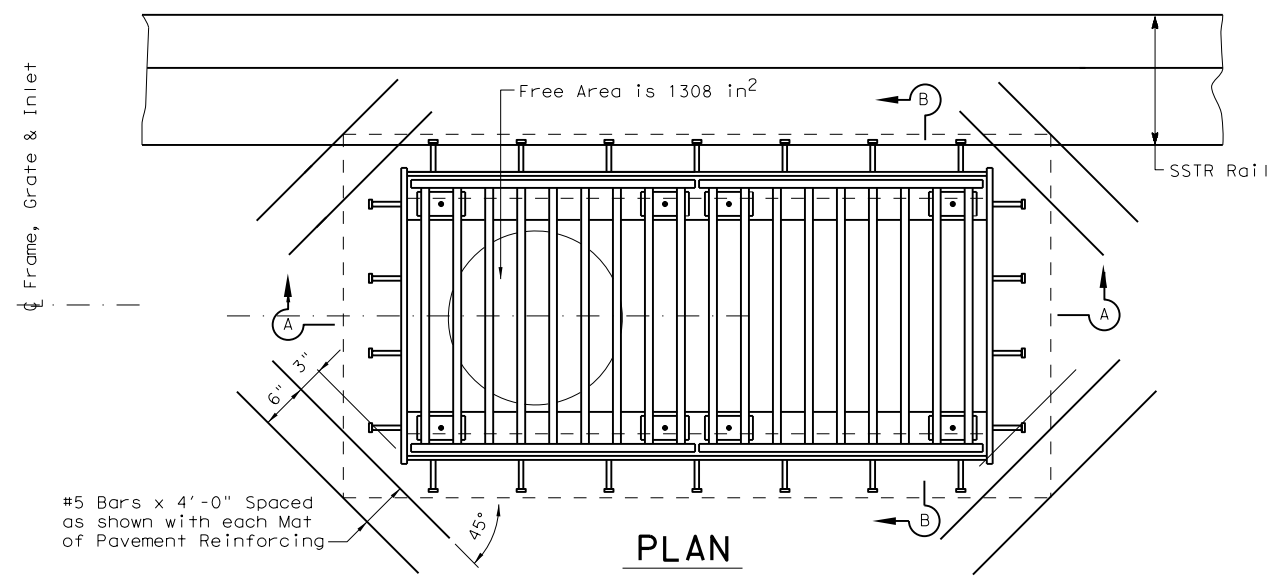 Free Area is 1308 in²
B
SSTR Rail
℄ Frame, Grate & Inlet
A
A
3"
6"
#5 Bars x 4'-0" Spaced
as shown with each Mat
of Pavement Reinforcing
45°
B
PLAN